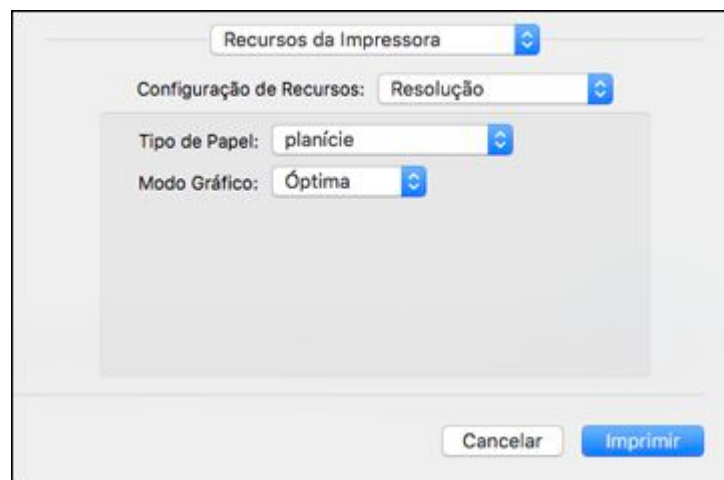 Recursos da Impressora
Configuração de Recursos: Resolução
Tipo de Papel: planície
Modo Gráfico: Óptima
Cancelar Imprimir